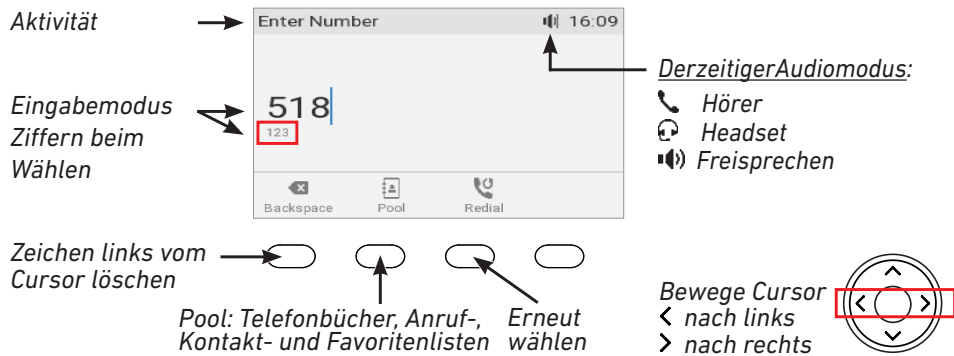 Aktivität
Enter Number 16:09
DerzeitigerAudiomodus:
Hörer
Headset
Freisprechen
Eingabemodus
Ziffern beim
Wählen
518
123
Backspace Pool Redial
Zeichen links vom
Cursor löschen
Pool: Telefonbücher, Anruf-,
Kontakt- und Favoritenlisten
Erneut
wählen
Bewege Cursor
< nach links
> nach rechts